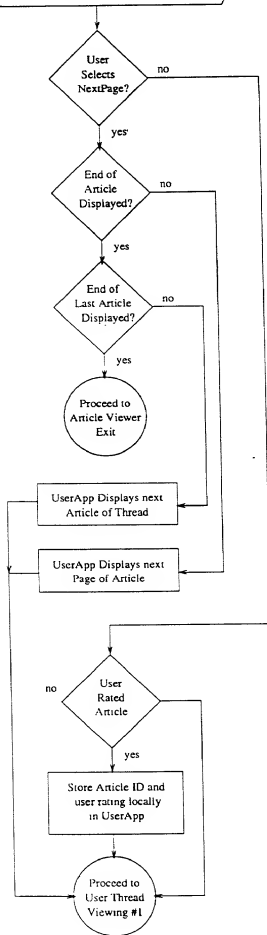 User
Selects
NextPage?
no
yes
End of
Article
Displayed?
no
yes
End of
Last Article
Displayed?
no
yes
Proceed to
Article Viewer
Exit
UserApp Displays next
Article of Thread
UserApp Displays next
Page of Article
User
Rated
Article
no
yes
Store Article ID and
user rating locally
in UserApp
Proceed to
User Thread
Viewing #1